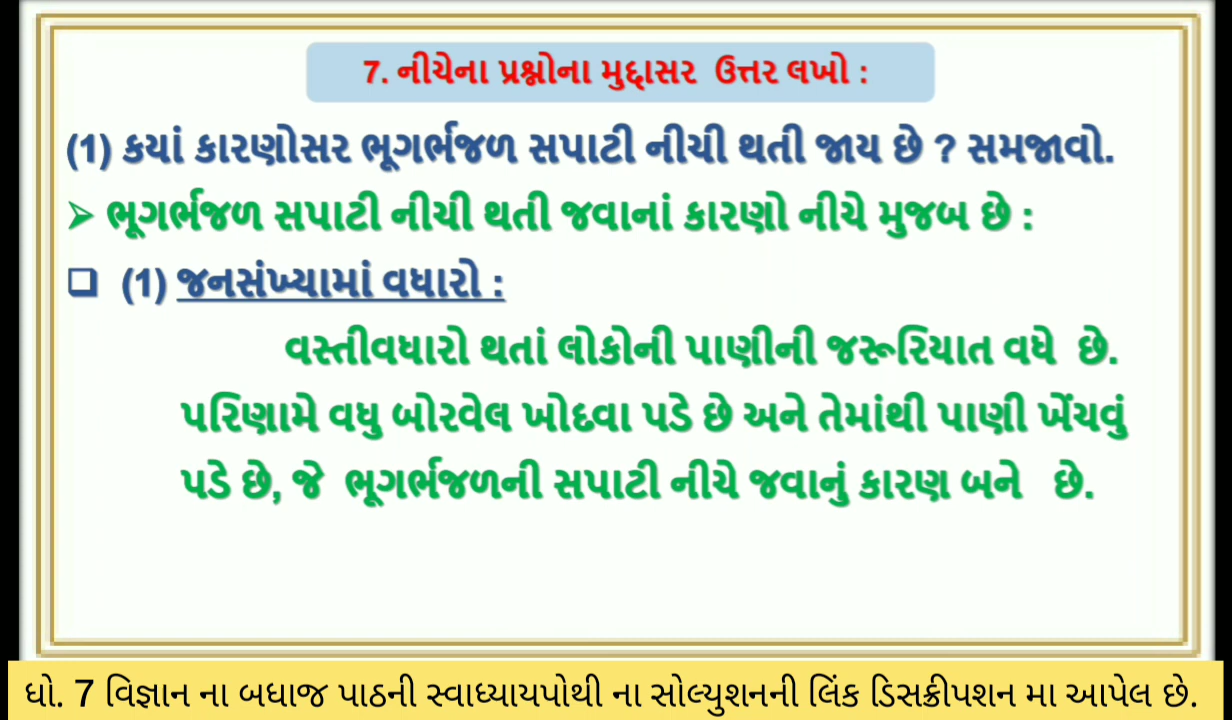 7. નીચેના પ્રશ્નોના મુદ્દાસર ઉત્તર લખો :
(1) કયાં કારણોસર ભૂગર્ભજળ સપાટી નીચી થતી જાય છે ? સમજાવો.
➢ ભૂગર્ભજળ સપાટી નીચી થતી જવાનાં કારણો નીચે મુજબ છે :
❑ (1) જનસંખ્યામાં વધારો :
વસ્તીવધારો થતાં લોકોની પાણીની જરૂરિયાત વધે છે.
પરિણામે વધુ બોરવેલ ખોદવા પડે છે અને તેમાંથી પાણી ખેંચવું
પડે છે, જે ભૂગર્ભજળની સપાટી નીચે જવાનું કારણ બને છે.
ધો. 7 વિજ્ઞાન ના બધાજ પાઠની સ્વાધ્યાયપોથી ના સોલ્યુશનની લિંક ડિસક્રીપશન મા આપેલ છે.